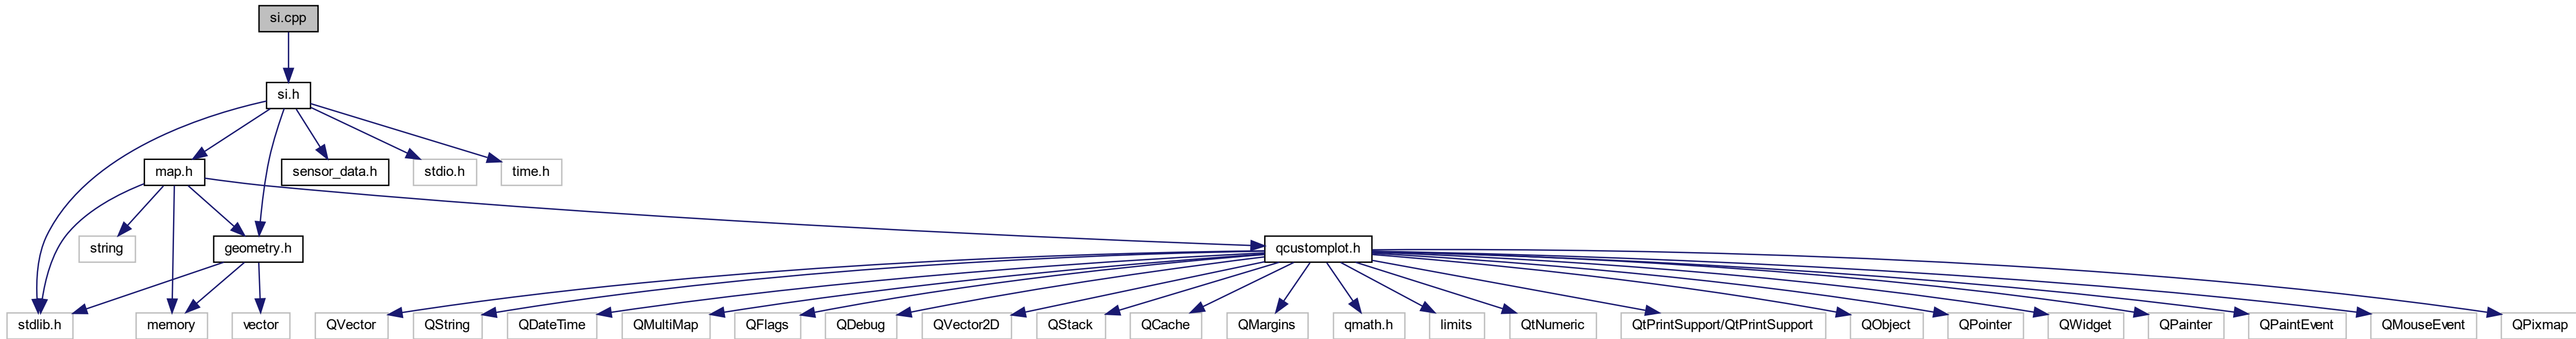 si.cpp
si.h
map.h
sensor_data.h
stdio.h
time.h
string
geometry.h
qcustomplot.h
stdlib.h
memory
vector
QVector
QString
QDateTime
QMultiMap
QFlags
QDebug
QVector2D
QStack
QCache
QMargins
qmath.h
limits
QtNumeric
QtPrintSupport/QtPrintSupport
QObject
QPointer
QWidget
QPainter
QPaintEvent
QMouseEvent
QPixmap